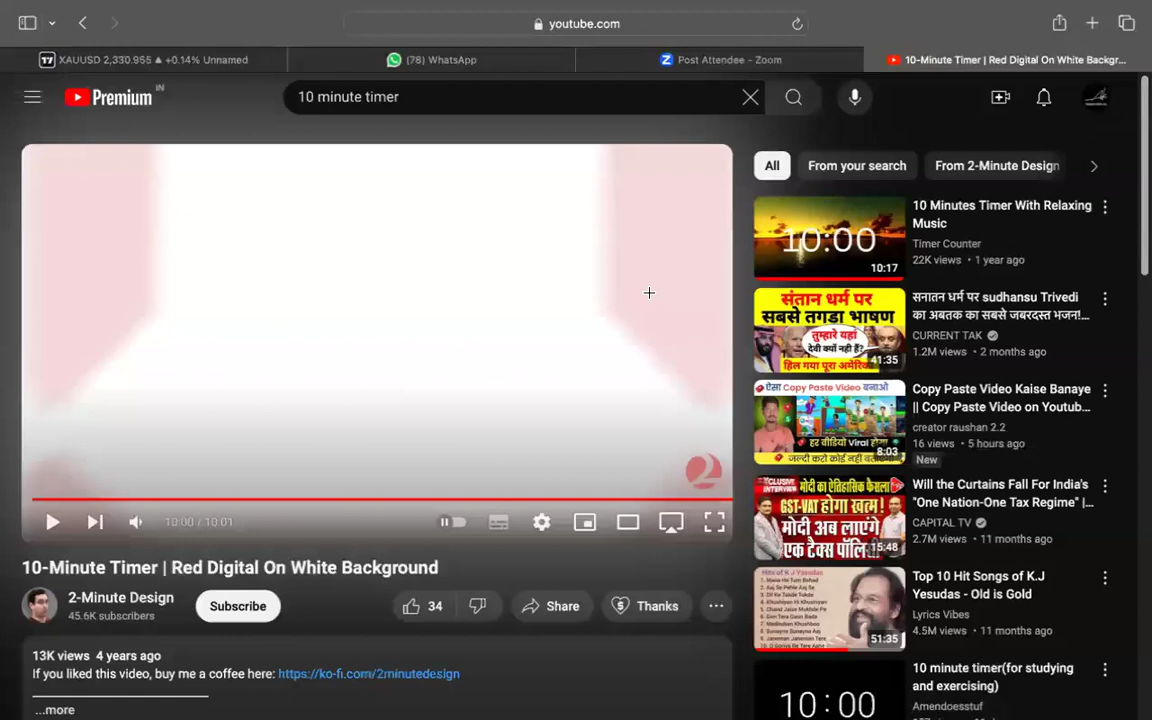 youtube.com
XAUUSD 2,330.955 ▲ +0.14% Unnamed
(78) WhatsApp
Post Attendee - Zoom
10-Minute Timer | Red Digital On White Backgr...
Premium IN
10 minute timer
All
From your search
From 2-Minute Design
10:00
10:17
10 Minutes Timer With Relaxing
Music
Timer Counter
22K views • 1 year ago
संतान धर्म पर
सबसे तगडा भाषण
तुम्हारे यहां
देवी क्यों नही हैं?
हिल गया पूरा अमेरिका
41:35
सनातन धर्म पर sudhansu Trivedi
का अबतक का सबसे जबरदस्त भजन!...
CURRENT TAK
1.2M views • 2 months ago
ऐसा Copy Paste Video बनाओ
हर वीडियो Viral होगा
जल्दी करो कोई नहीं
8:03
Copy Paste Video Kaise Banaye
|| Copy Paste Video on Youtub...
creator raushan 2.2
16 views • 5 hours ago
New
EXCLUSIVE INTERVIEW मोदी का ऐतिहासिक फैसला
GST-VAT होगा खत्म!
मोदी अब लाएंगे
एक टैक्स पॉलि
15:48
Will the Curtains Fall For India's
"One Nation-One Tax Regime" |...
CAPITAL TV
2.7M views • 11 months ago
Hits of K J Yesudas
51:35
Top 10 Hit Songs of K.J
Yesudas - Old is Gold
Lyrics Vibes
4.5M views • 11 months ago
10:00
10 minute timer(for studying
and exercising)
Amendoesstuf
2
10:00 / 10:01
10-Minute Timer | Red Digital On White Background
2-Minute Design
45.6K subscribers
Subscribe
34
Share
Thanks
13K views 4 years ago
If you liked this video, buy me a coffee here: https://ko-fi.com/2minutedesign
...more